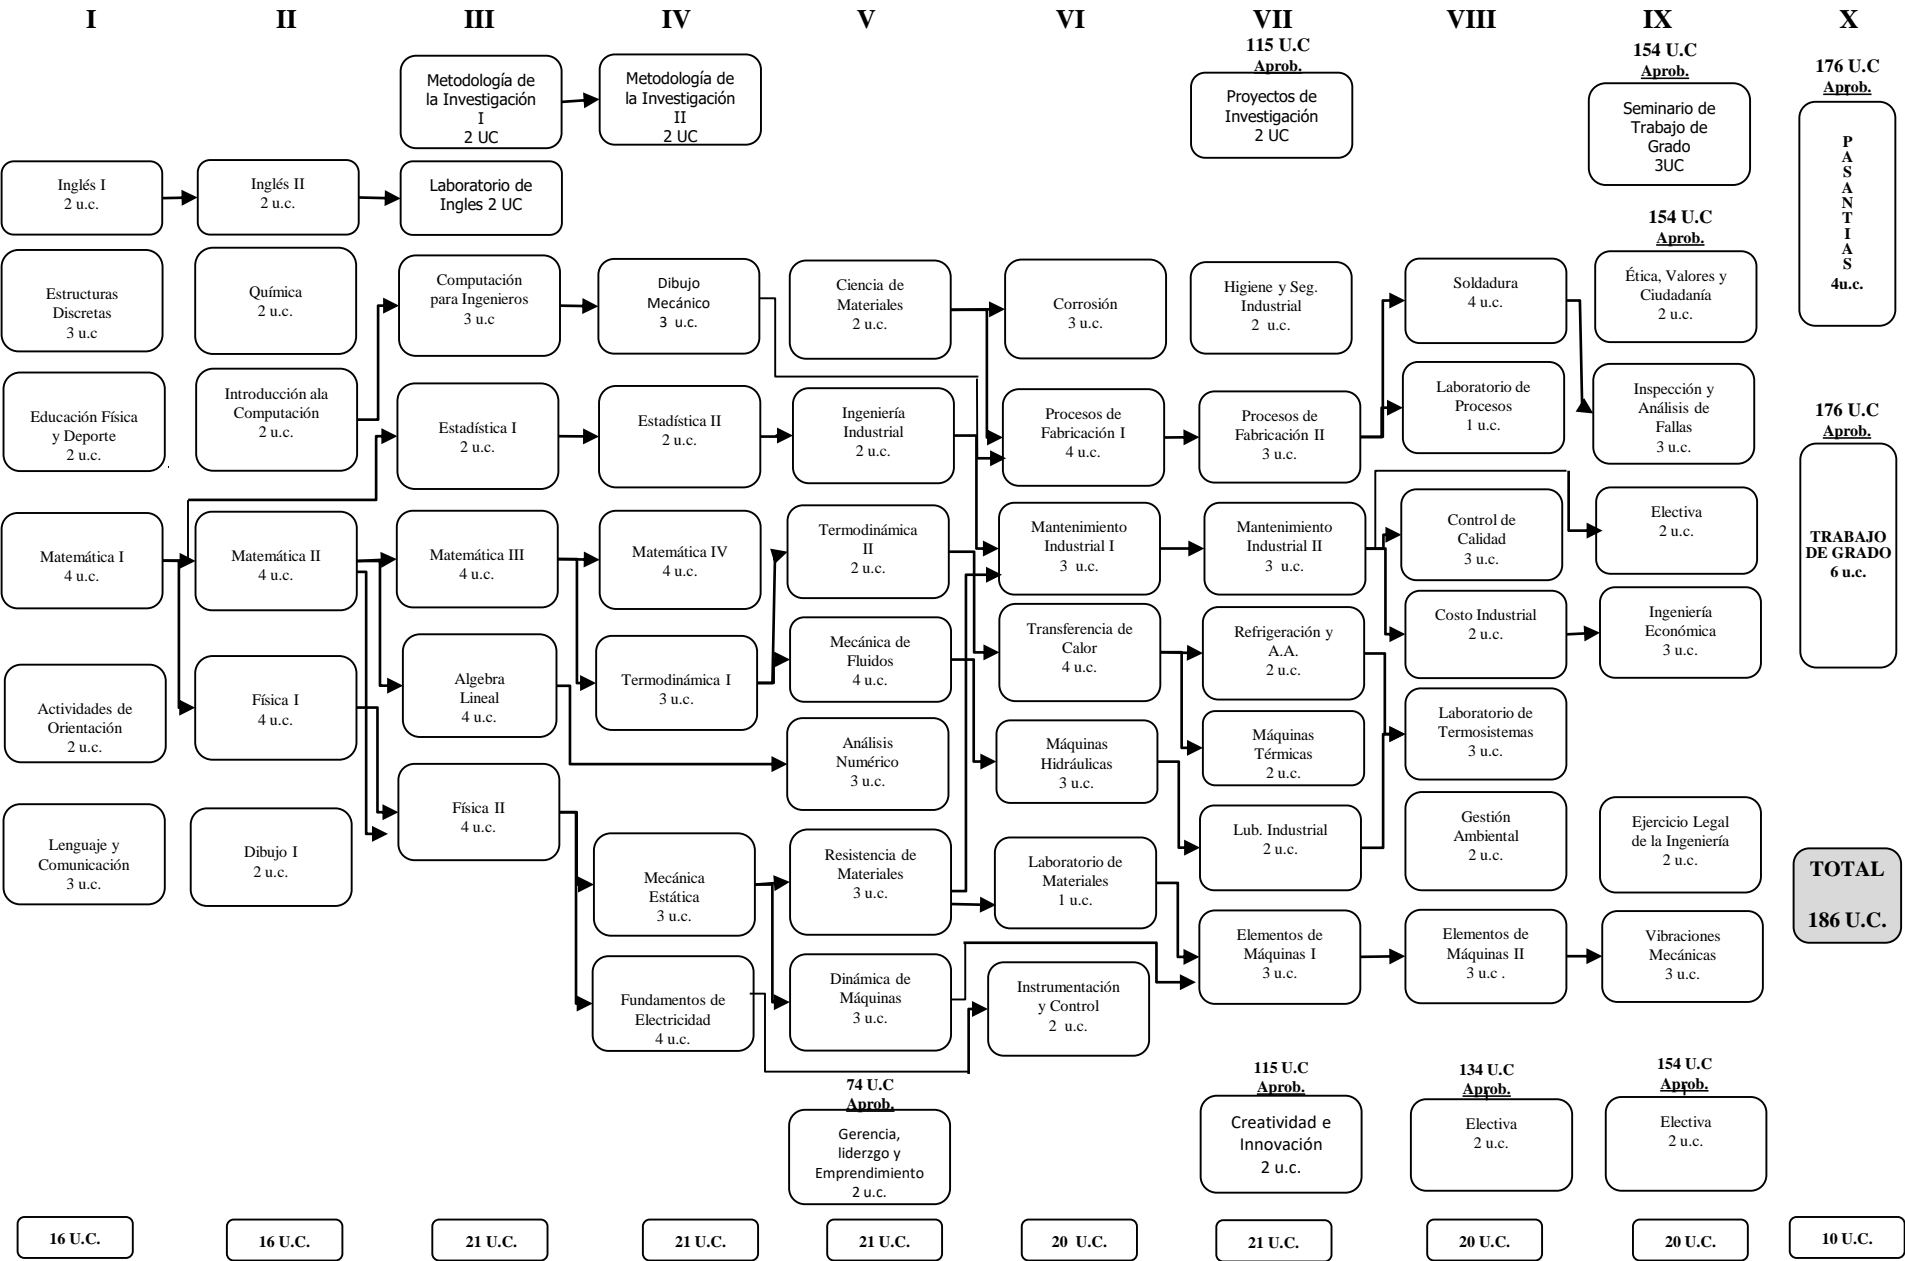 I
II
III
IV
V
VI
VII
VIII
IX
X
Metodología de
la Investigación
I
2 UC
Metodología de
la Investigación
II
2 UC
115 U.C
Aprob.
Proyectos de
Investigación
2 UC
154 U.C
Aprob.
Seminario de
Trabajo de
Grado
3UC
176 U.C
Aprob.
P
A
S
A
N
T
I
A
S
4u.c.
Inglés I
2 u.c.
Inglés II
2 u.c.
Laboratorio de
Ingles 2 UC
Estructuras
Discretas
3 u.c
Química
2 u.c.
Computación
para Ingenieros
3 u.c
Dibujo
Mecánico
3 u.c.
Ciencia de
Materiales
2 u.c.
Corrosión
3 u.c.
Higiene y Seg.
Industrial
2 u.c.
Soldadura
4 u.c.
154 U.C
Aprob.
Ética, Valores y
Ciudadanía
2 u.c.
Educación Física
y Deporte
2 u.c.
Introducción ala
Computación
2 u.c.
Estadística I
2 u.c.
Estadística II
2 u.c.
Ingeniería
Industrial
2 u.c.
Procesos de
Fabricación I
4 u.c.
Procesos de
Fabricación II
3 u.c.
Laboratorio de
Procesos
1 u.c.
Inspección y
Análisis de
Fallas
3 u.c.
176 U.C
Aprob.
TRABAJO
DE GRADO
6 u.c.
Matemática I
4 u.c.
Matemática II
4 u.c.
Matemática III
4 u.c.
Matemática IV
4 u.c.
Termodinámica
II
2 u.c.
Mantenimiento
Industrial I
3 u.c.
Mantenimiento
Industrial II
3 u.c.
Control de
Calidad
3 u.c.
Electiva
2 u.c.
Mecánica de
Fluidos
4 u.c.
Transferencia de
Calor
4 u.c.
Refrigeración y
A.A.
2 u.c.
Costo Industrial
2 u.c.
Ingeniería
Económica
3 u.c.
Actividades de
Orientación
2 u.c.
Física I
4 u.c.
Algebra
Lineal
4 u.c.
Termodinámica I
3 u.c.
Análisis
Numérico
3 u.c.
Máquinas
Hidráulicas
3 u.c.
Máquinas
Térmicas
2 u.c.
Laboratorio de
Termosistemas
3 u.c.
Lenguaje y
Comunicación
3 u.c.
Dibujo I
2 u.c.
Física II
4 u.c.
Mecánica
Estática
3 u.c.
Resistencia de
Materiales
3 u.c.
Laboratorio de
Materiales
1 u.c.
Lub. Industrial
2 u.c.
Gestión
Ambiental
2 u.c.
Ejercicio Legal
de la Ingeniería
2 u.c.
TOTAL
186 U.C.
Fundamentos de
Electricidad
4 u.c.
Dinámica de
Máquinas
3 u.c.
Instrumentación
y Control
2 u.c.
Elementos de
Máquinas I
3 u.c.
Elementos de
Máquinas II
3 u.c .
Vibraciones
Mecánicas
3 u.c.
74 U.C
Aprob.
Gerencia,
liderzgo y
Emprendimiento
2 u.c.
115 U.C
Aprob.
Creatividad e
Innovación
2 u.c.
134 U.C
Aprob.
Electiva
2 u.c.
154 U.C
Aprob.
Electiva
2 u.c.
16 U.C.
16 U.C.
21 U.C.
21 U.C.
21 U.C.
20 U.C.
21 U.C.
20 U.C.
20 U.C.
10 U.C.